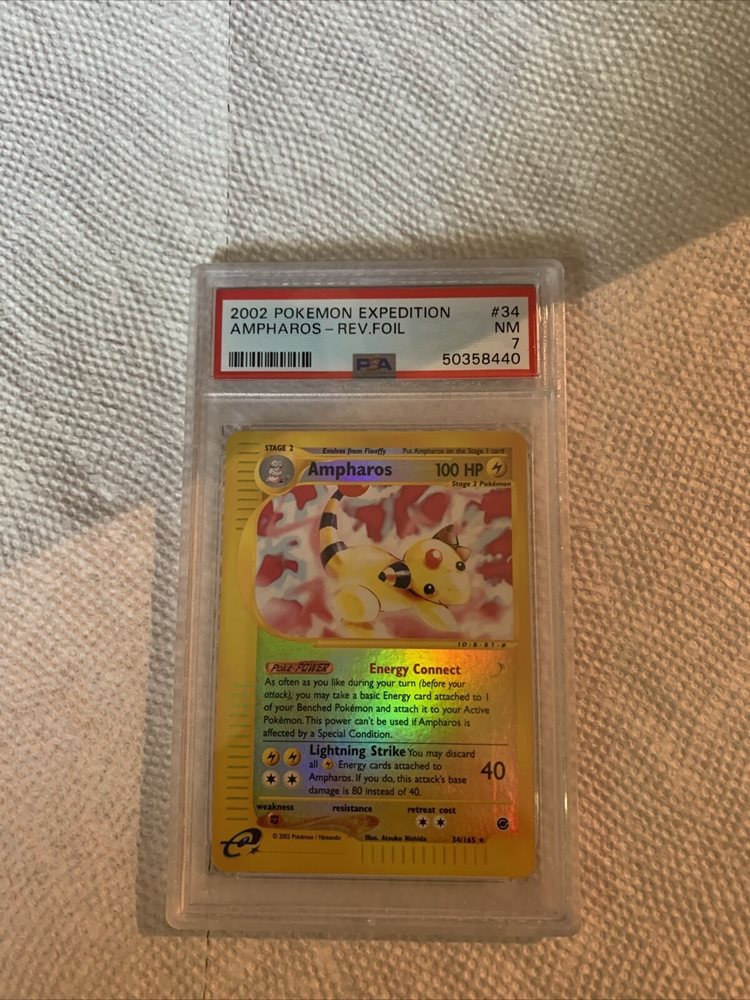 2002 POKEMON EXPEDITION #34
AMPHAROS - REV.FOIL NM
7
PSA 50358440
STAGE 2 Evolves from Flaaffy Put Ampharos on the Stage 1 card
Ampharos 100 HP
Stage 2 Pokémon
ID:B-81-#
Poké-POWER Energy Connect
As often as you like during your turn (before your
attack), you may take a basic Energy card attached to 1
of your Benched Pokémon and attach it to your Active
Pokémon. This power can't be used if Ampharos is
affected by a Special Condition.
Lightning Strike You may discard
all Energy cards attached to
Ampharos. If you do, this attack's base
damage is 80 instead of 40.
40
weakness resistance retreat cost
© 2002 Pokémon / Nintendo Illus. Atsuko Nishida 34/165 ★
e